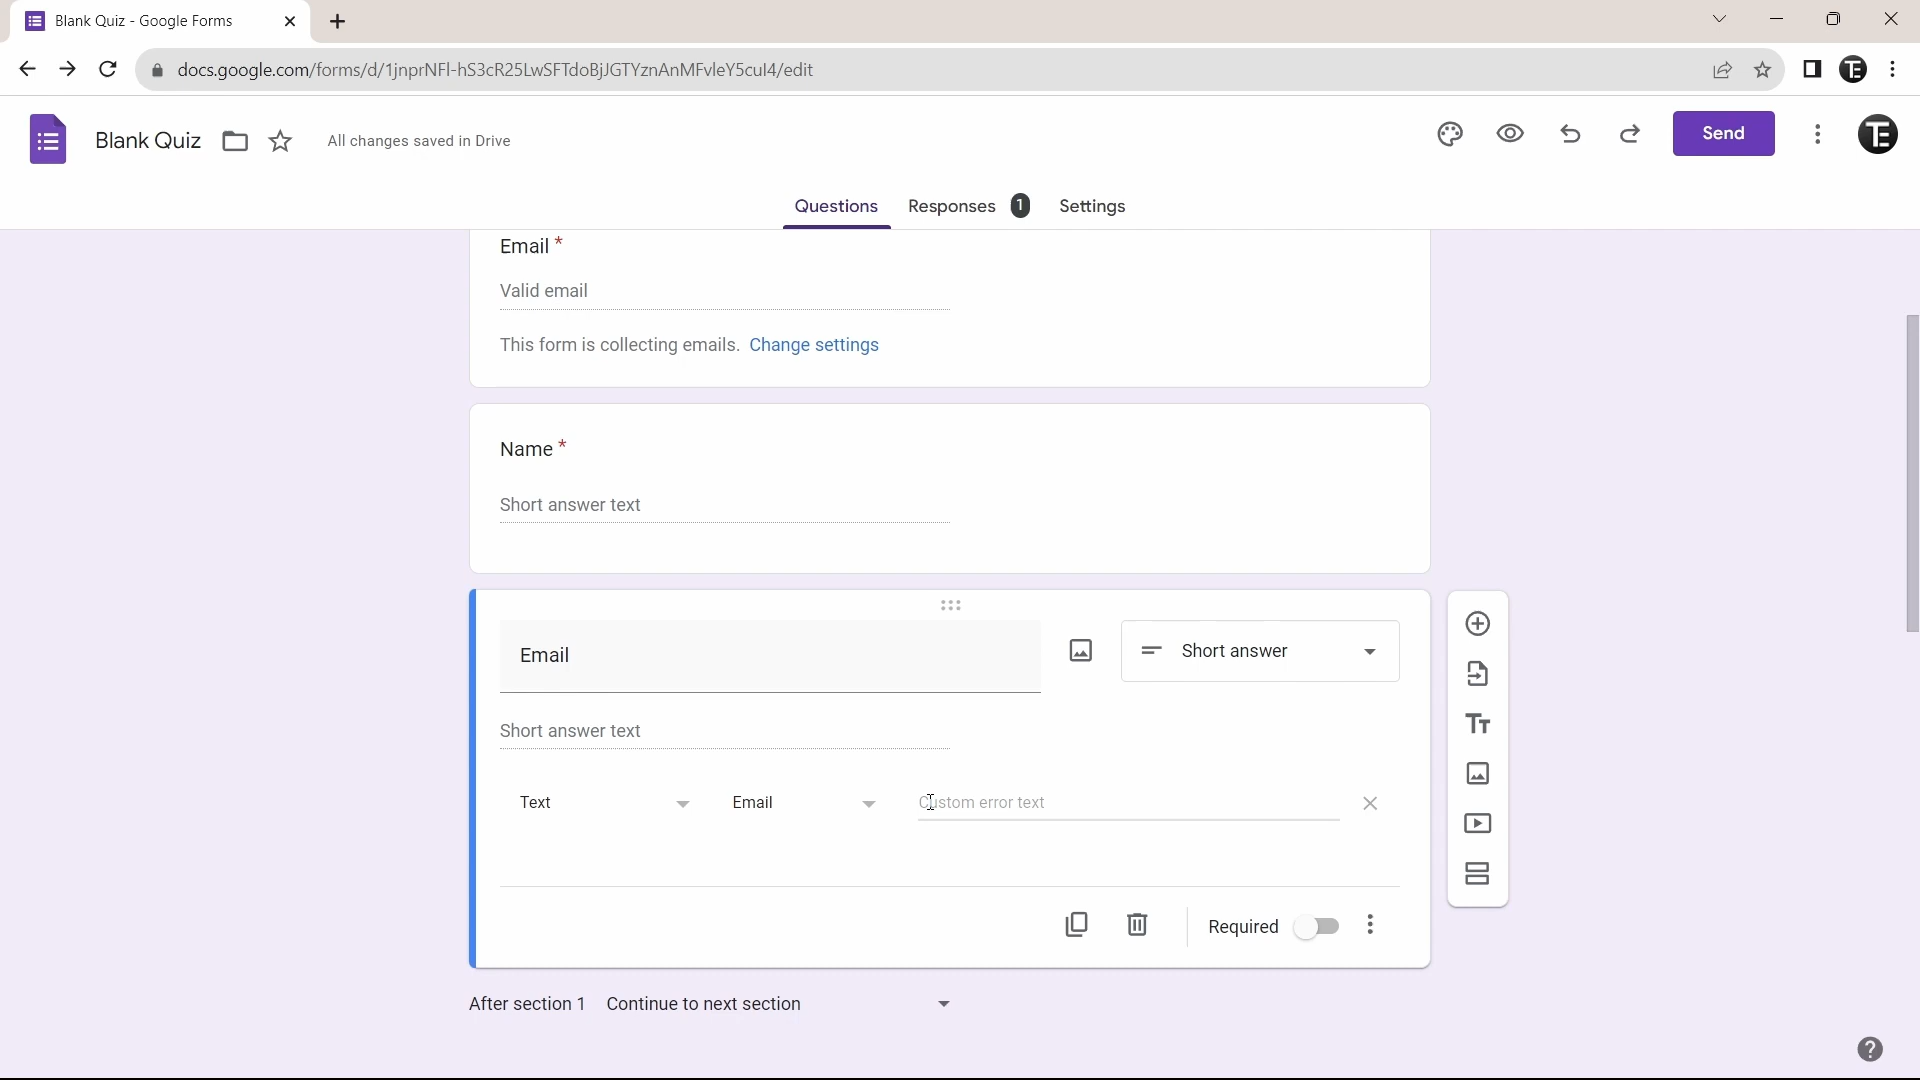 Blank Quiz - Google Forms
docs.google.com/forms/d/1jnprNFl-hS3cR25LwSFTdoBjJGTYznAnMFvleY5cul4/edit
Blank Quiz
All changes saved in Drive
Send
Questions Responses 1 Settings
Email *
Valid email
This form is collecting emails. Change settings
Name *
Short answer text
Email
Short answer
Short answer text
Text Email Custom error text
Required
After section 1 Continue to next section